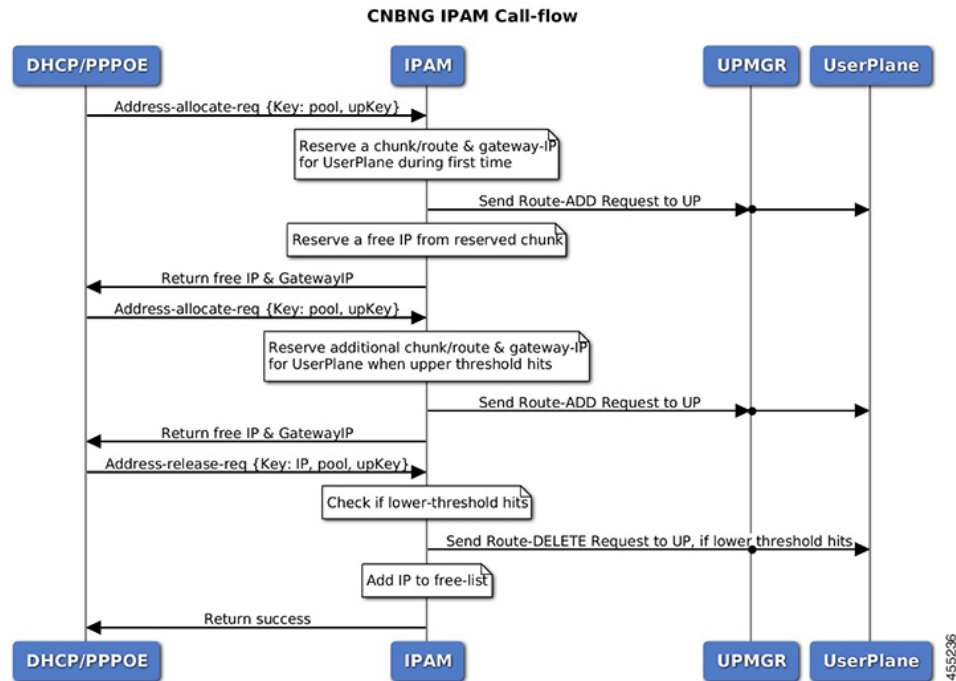 CNBNG IPAM Call-flow
DHCP/PPPOE IPAM UPMGR UserPlane
Address-allocate-req {Key: pool, upKey}
Reserve a chunk/route & gateway-IP
for UserPlane during first time
Send Route-ADD Request to UP
Reserve a free IP from reserved chunk
Return free IP & GatewayIP
Address-allocate-req {Key: pool, upKey}
Reserve additional chunk/route & gateway-IP
for UserPlane when upper threshold hits
Send Route-ADD Request to UP
Return free IP & GatewayIP
Address-release-req {Key: IP, pool, upKey}
Check if lower-threshold hits
Send Route-DELETE Request to UP, if lower threshold hits
Add IP to free-list
Return success
DHCP/PPPOE IPAM UPMGR UserPlane
455236